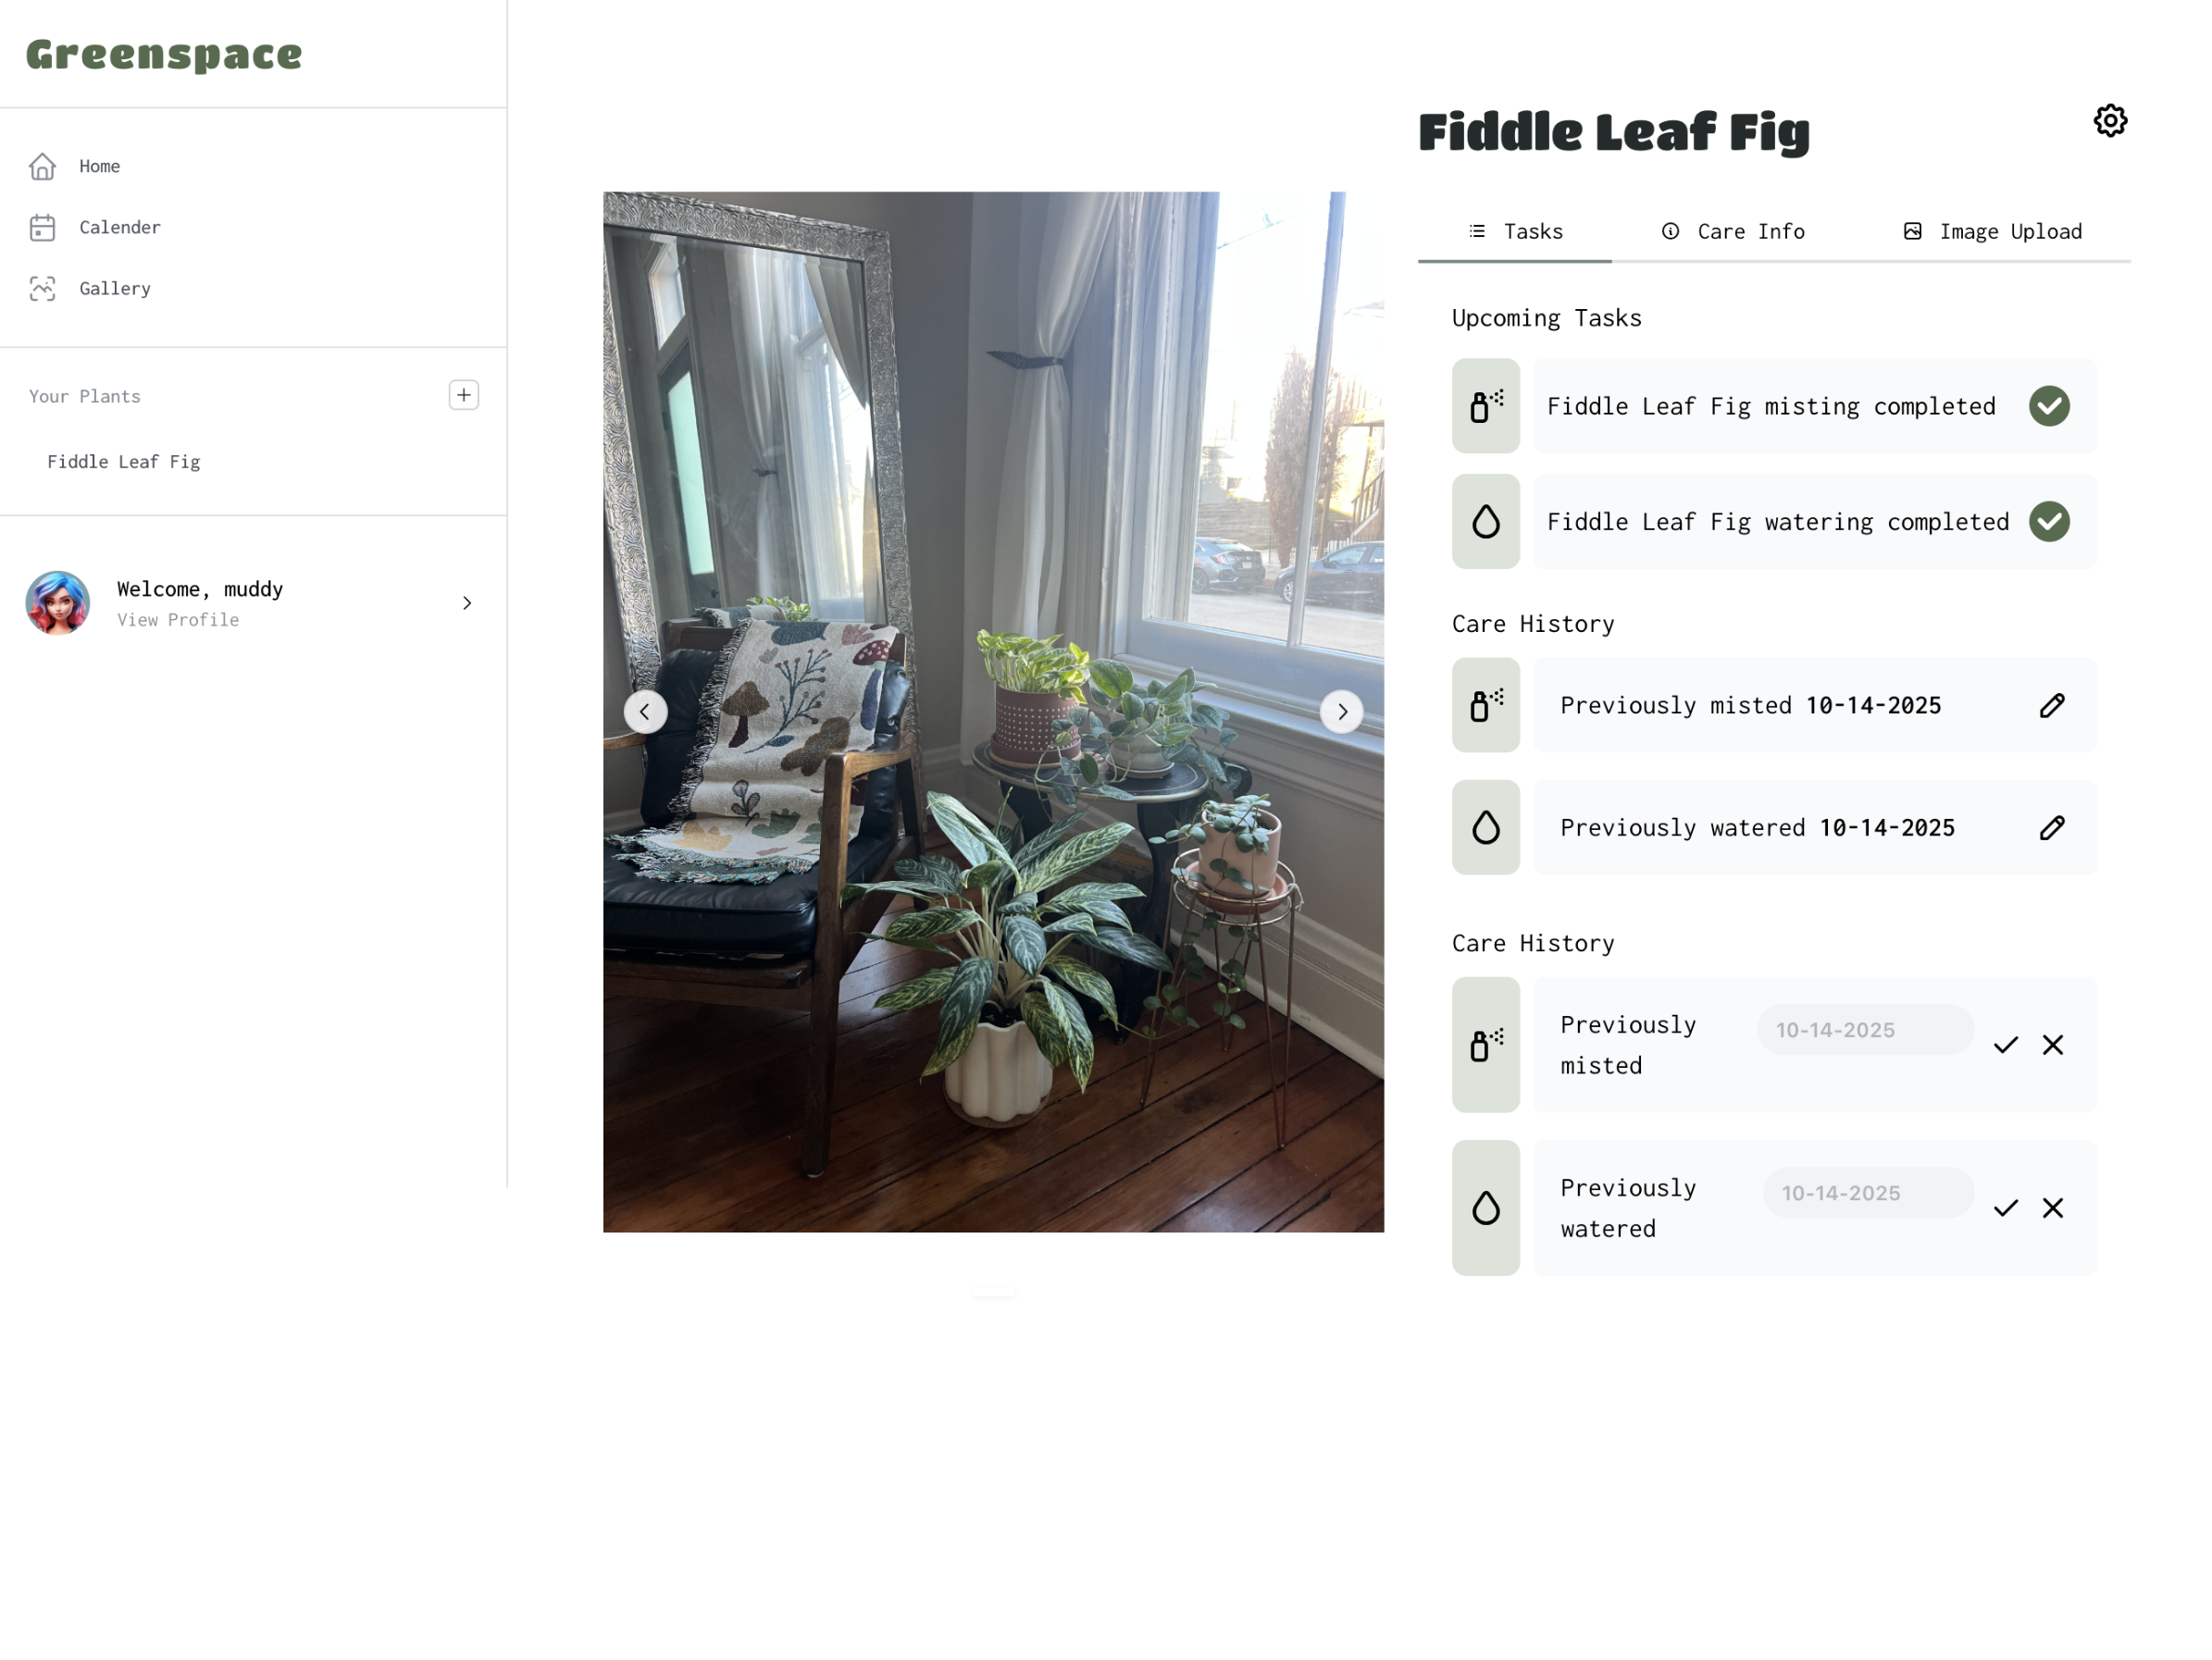 Greenspace
Home
Calender
Gallery
Your Plants
Fiddle Leaf Fig
Welcome, muddy
View Profile
Fiddle Leaf Fig
Tasks
Care Info
Image Upload
Upcoming Tasks
Fiddle Leaf Fig misting completed
Fiddle Leaf Fig watering completed
Care History
Previously misted 10-14-2025
Previously watered 10-14-2025
Care History
Previously
misted
10-14-2025
Previously
watered
10-14-2025